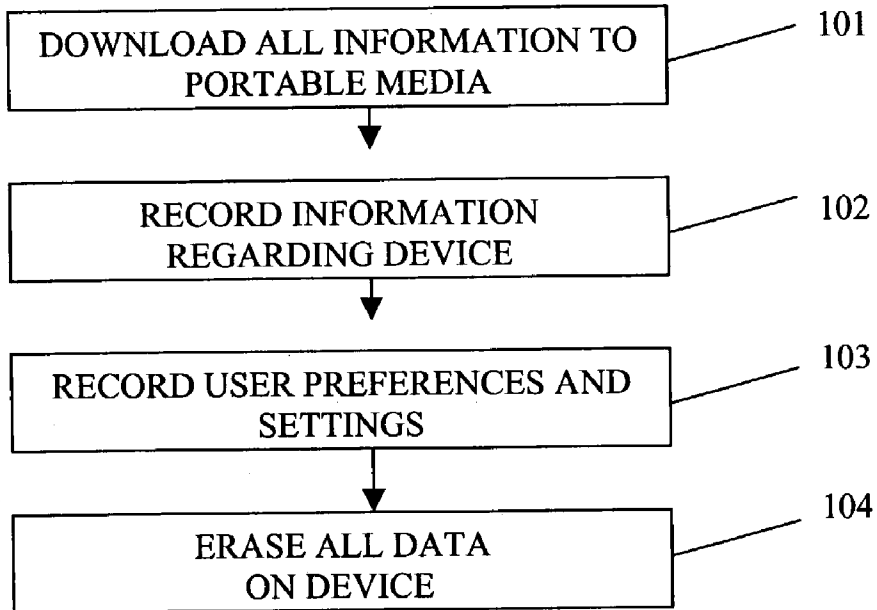 DOWNLOAD ALL INFORMATION TO
PORTABLE MEDIA
101
RECORD INFORMATION
REGARDING DEVICE
102
RECORD USER PREFERENCES AND
SETTINGS
103
ERASE ALL DATA
ON DEVICE
104